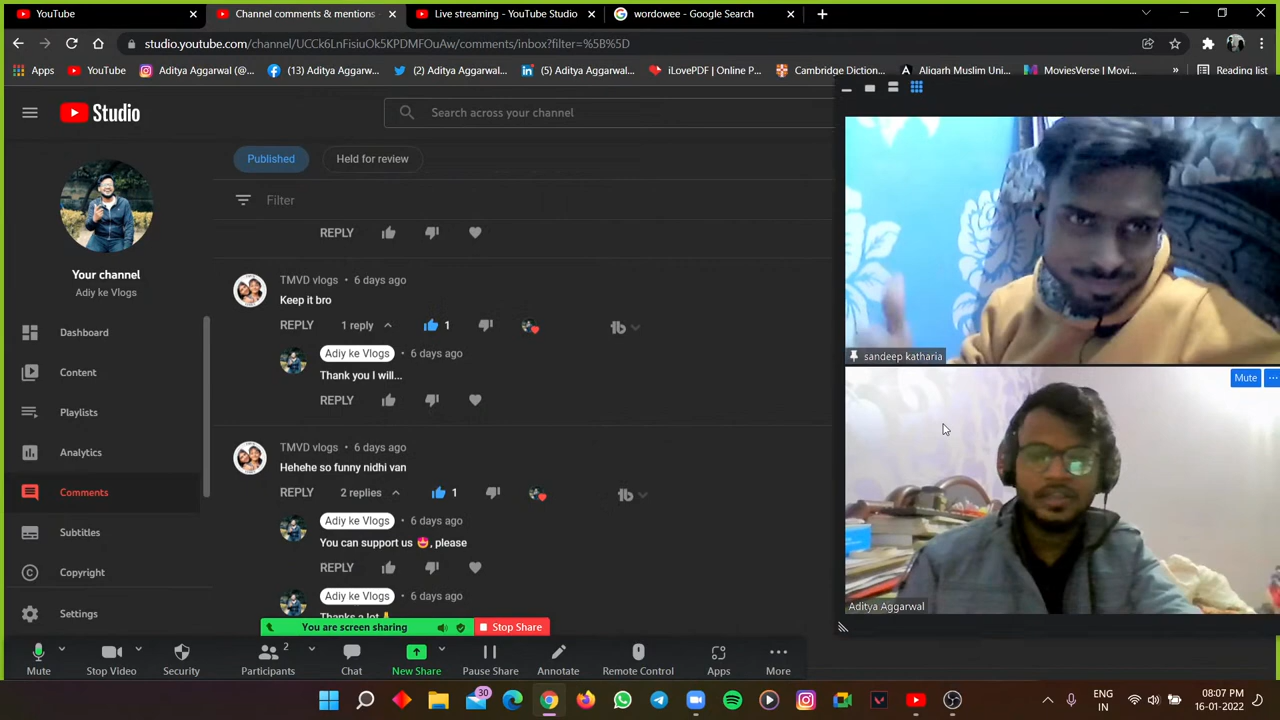 YouTube
Channel comments & mentions
Live streaming - YouTube Studio
wordowee - Google Search
studio.youtube.com/channel/UCCk6LnFisiuOk5KPDMFOuAw/comments/inbox?filter=%5B%5D
Apps
YouTube
Aditya Aggarwal (@...
(13) Aditya Aggarw...
(2) Aditya Aggarwal...
(5) Aditya Aggarwal...
iLovePDF | Online P...
Cambridge Diction...
Aligarh Muslim Uni...
MoviesVerse | Movi...
»
Reading list
Studio
Search across your channel
Published
Held for review
Filter
Your channel
Adiy ke Vlogs
Dashboard
Content
Playlists
Analytics
Comments
Subtitles
Copyright
Settings
REPLY
TMVD vlogs • 6 days ago
Keep it bro
REPLY 1 reply 1
Adiy ke Vlogs • 6 days ago
Thank you I will...
REPLY
TMVD vlogs • 6 days ago
Hehehe so funny nidhi van
REPLY 2 replies 1
Adiy ke Vlogs • 6 days ago
You can support us 🤩, please
REPLY
Adiy ke Vlogs • 6 days ago
Thanks a lot
sandeep katharia
Mute ...
Aditya Aggarwal
You are screen sharing
Stop Share
Mute
Stop Video
Security
2
Participants
Chat
New Share
Pause Share
Annotate
Remote Control
Apps
More
30
ENG
IN
08:07 PM
16-01-2022